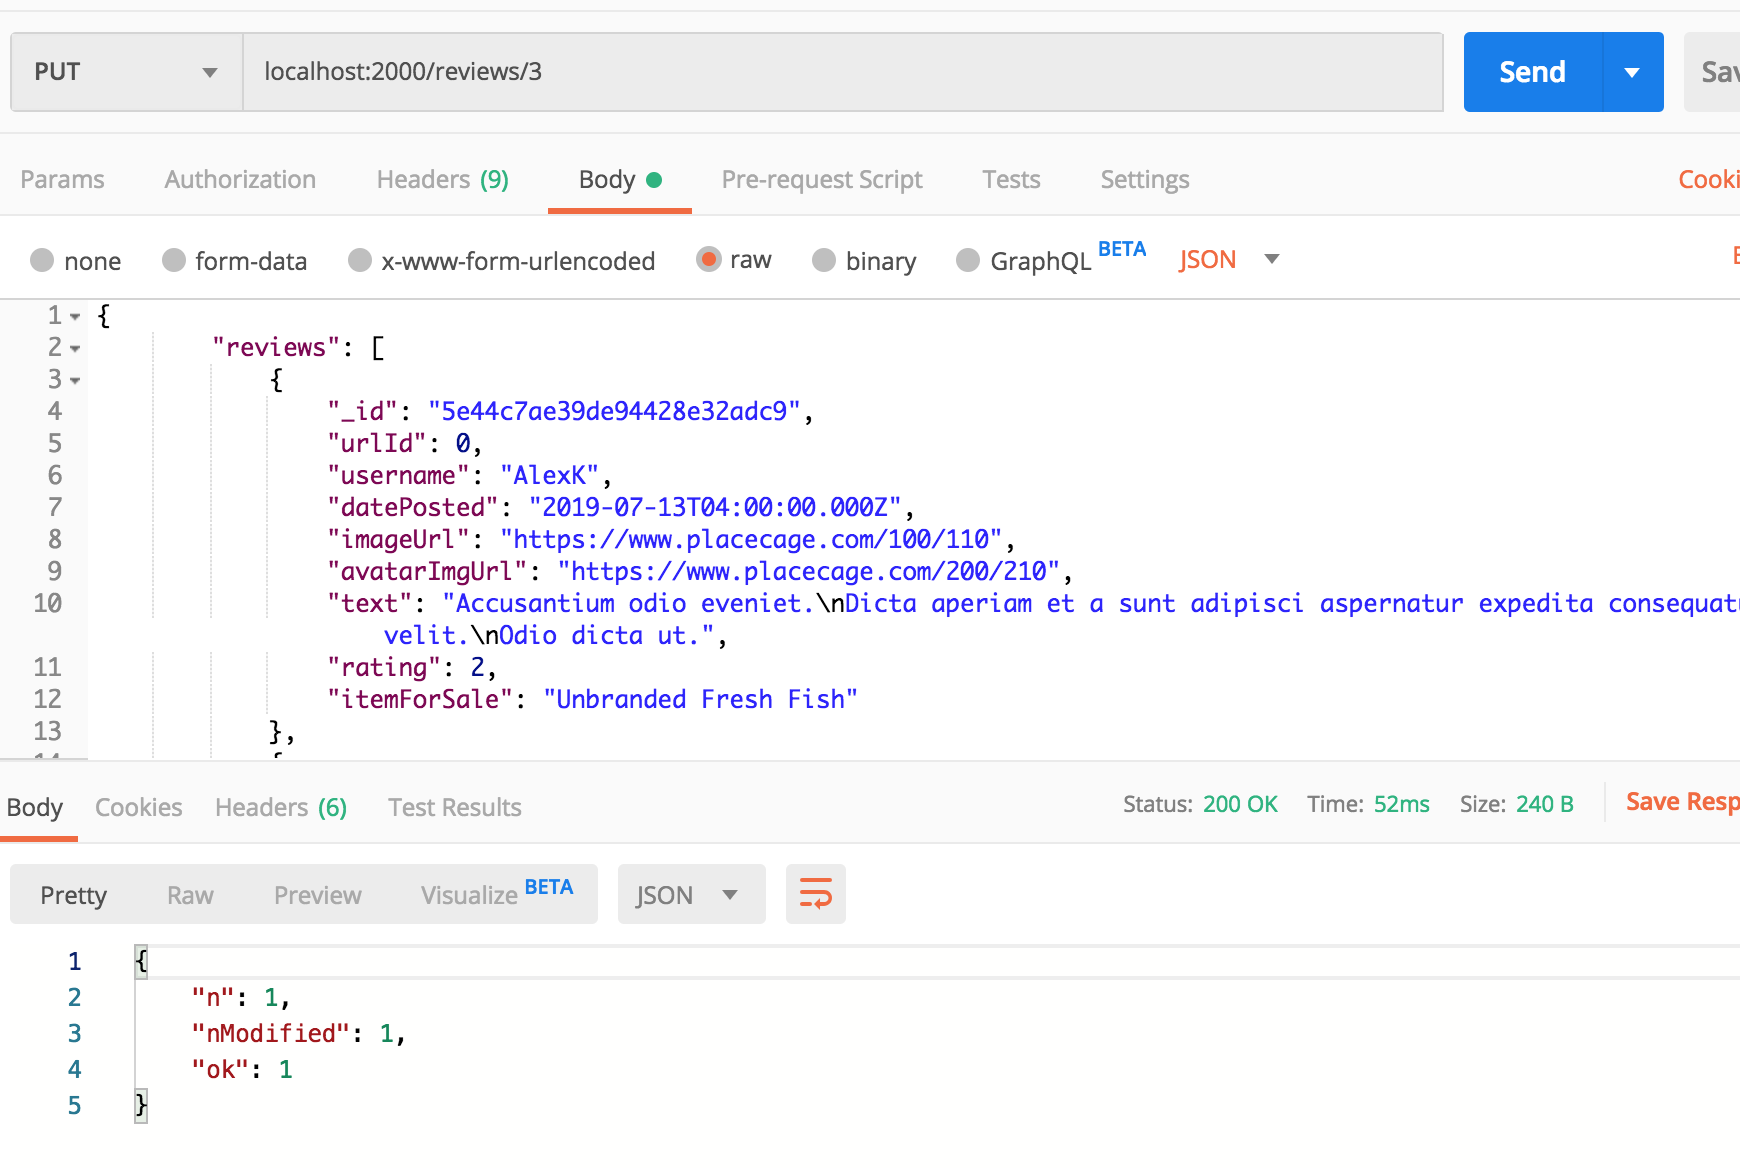 PUT localhost:2000/reviews/3 Send Sav
Params Authorization Headers (9) Body Pre-request Script Tests Settings Cooki
none form-data x-www-form-urlencoded raw binary GraphQL BETA JSON
1 {
2 "reviews": [
3 {
4 "_id": "5e44c7ae39de94428e32adc9",
5 "urlId": 0,
6 "username": "AlexK",
7 "datePosted": "2019-07-13T04:00:00.000Z",
8 "imageUrl": "https://www.placecage.com/100/110",
9 "avatarImgUrl": "https://www.placecage.com/200/210",
10 "text": "Accusantium odio eveniet.\nDicta aperiam et a sunt adipisci aspernatur expedita consequatu
velit.\nOdio dicta ut.",
11 "rating": 2,
12 "itemForSale": "Unbranded Fresh Fish"
13 },
Body Cookies Headers (6) Test Results Status: 200 OK Time: 52ms Size: 240 B Save Resp
Pretty Raw Preview Visualize BETA JSON
1 {
2 "n": 1,
3 "nModified": 1,
4 "ok": 1
5 }